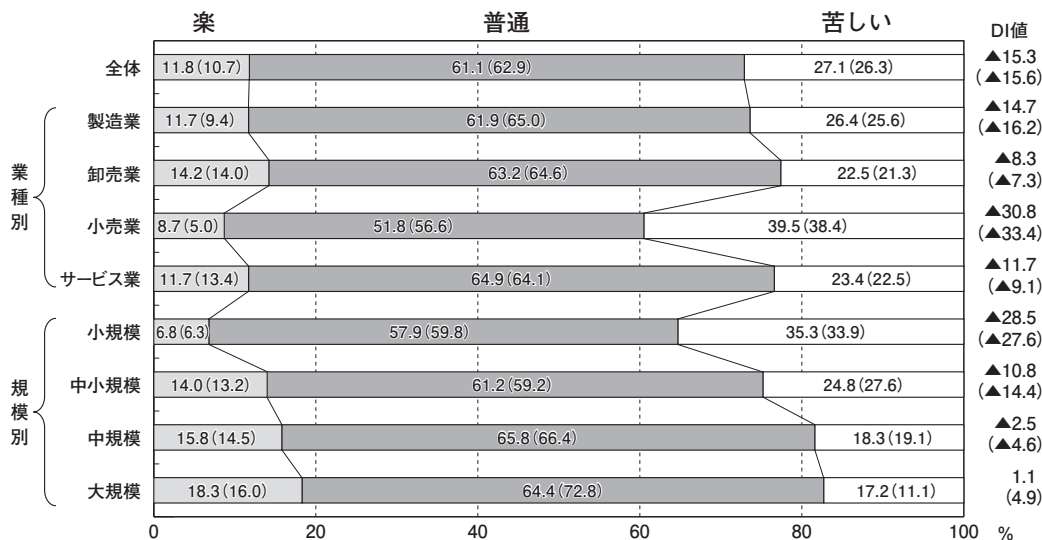 楽 普通 苦しい DI値
全体 11.8(10.7) 61.1(62.9) 27.1(26.3) ▲15.3
(▲15.6)
業種別
製造業 11.7(9.4) 61.9(65.0) 26.4(25.6) ▲14.7
(▲16.2)
卸売業 14.2(14.0) 63.2(64.6) 22.5(21.3) ▲8.3
(▲7.3)
小売業 8.7(5.0) 51.8(56.6) 39.5(38.4) ▲30.8
(▲33.4)
サービス業 11.7(13.4) 64.9(64.1) 23.4(22.5) ▲11.7
(▲9.1)
規模別
小規模 6.8(6.3) 57.9(59.8) 35.3(33.9) ▲28.5
(▲27.6)
中小規模 14.0(13.2) 61.2(59.2) 24.8(27.6) ▲10.8
(▲14.4)
中規模 15.8(14.5) 65.8(66.4) 18.3(19.1) ▲2.5
(▲4.6)
大規模 18.3(16.0) 64.4(72.8) 17.2(11.1) 1.1
(4.9)
0 20 40 60 80 100 %